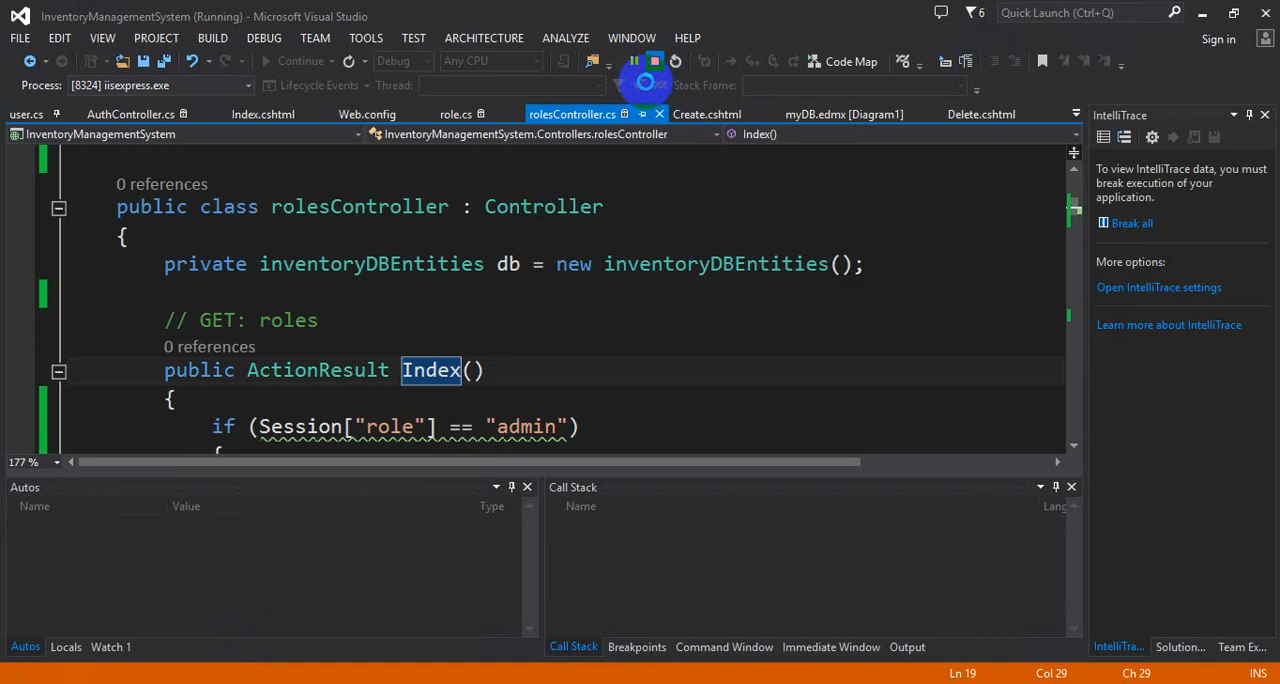 InventoryManagementSystem (Running) - Microsoft Visual Studio
6
Quick Launch (Ctrl+Q)
FILE EDIT VIEW PROJECT BUILD DEBUG TEAM TOOLS TEST ARCHITECTURE ANALYZE WINDOW HELP
Sign in
Continue Debug Any CPU Code Map
Process: [8324] iisexpress.exe Lifecycle Events Thread: Stack Frame:
user.cs AuthController.cs Index.cshtml Web.config role.cs rolesController.cs Create.cshtml myDB.edmx [Diagram1] Delete.cshtml
InventoryManagementSystem InventoryManagementSystem.Controllers.rolesController Index()
0 references
public class rolesController : Controller
{
private inventoryDBEntities db = new inventoryDBEntities();
// GET: roles
0 references
public ActionResult Index()
{
if (Session["role"] == "admin")
{
177 %
IntelliTrace
To view IntelliTrace data, you must
break execution of your
application.
Break all
More options:
Open IntelliTrace settings
Learn more about IntelliTrace
Autos
Name Value Type
Call Stack
Name Lang
Autos Locals Watch 1
Call Stack Breakpoints Command Window Immediate Window Output
IntelliTra... Solution... Team Ex...
Ln 19 Col 29 Ch 29 INS